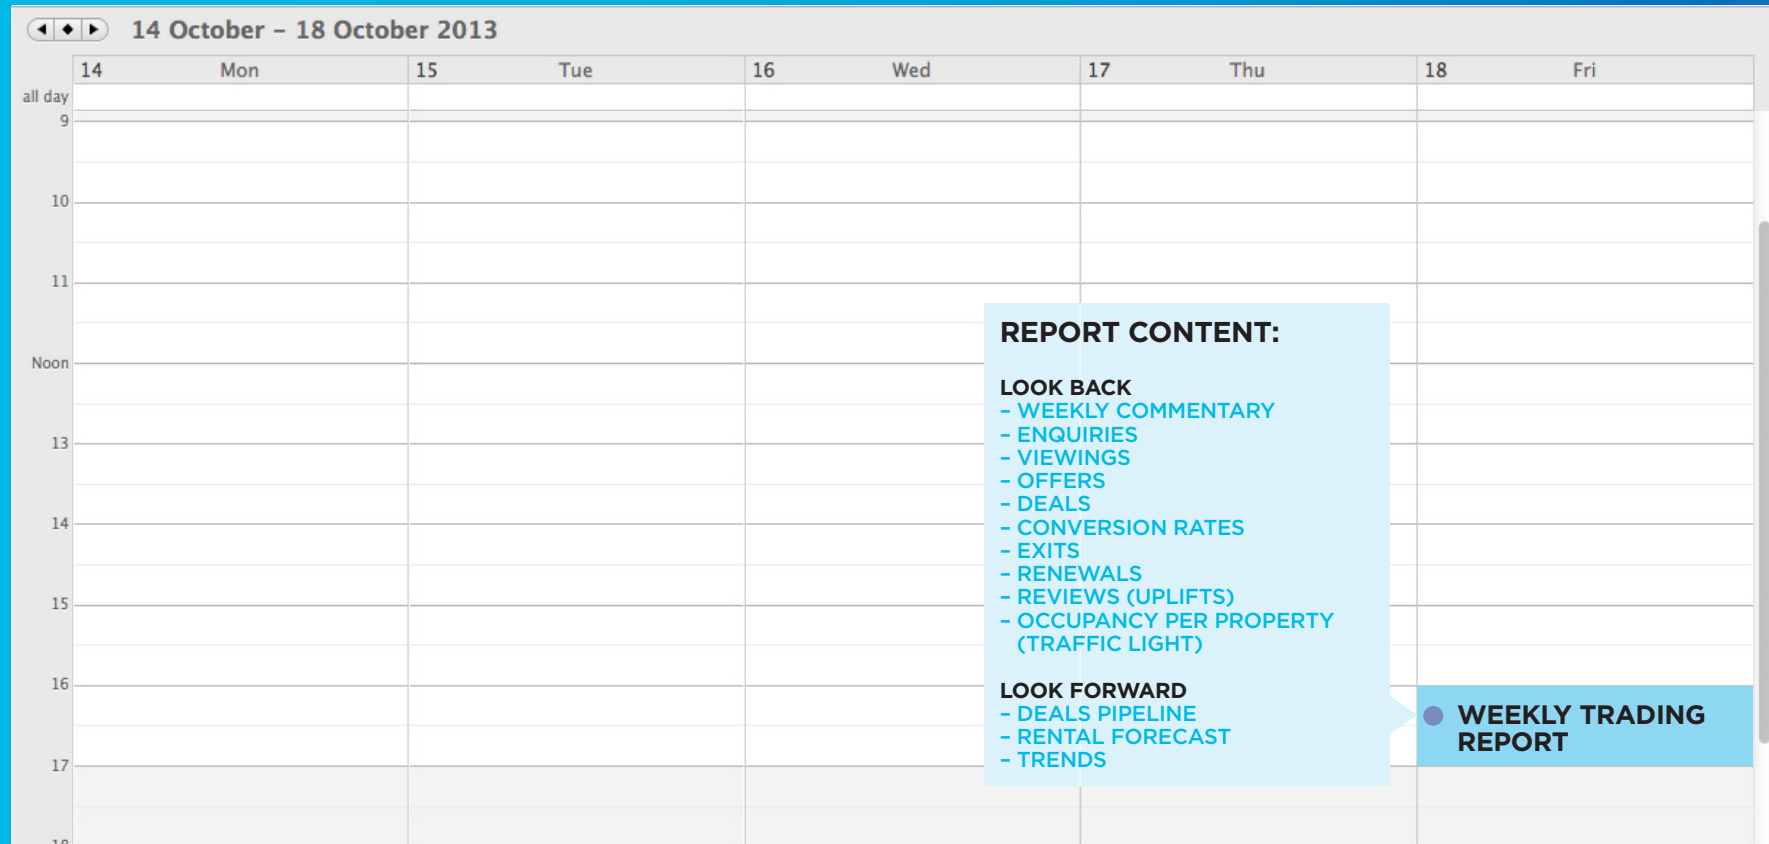 14 October – 18 October 2013
14 Mon 15 Tue 16 Wed 17 Thu 18 Fri
all day
9
10
11
Noon
13
14
15
16
17
18
REPORT CONTENT:
LOOK BACK
– WEEKLY COMMENTARY
– ENQUIRIES
– VIEWINGS
– OFFERS
– DEALS
– CONVERSION RATES
– EXITS
– RENEWALS
– REVIEWS (UPLIFTS)
– OCCUPANCY PER PROPERTY
(TRAFFIC LIGHT)
LOOK FORWARD
– DEALS PIPELINE
– RENTAL FORECAST
– TRENDS
WEEKLY TRADING
REPORT